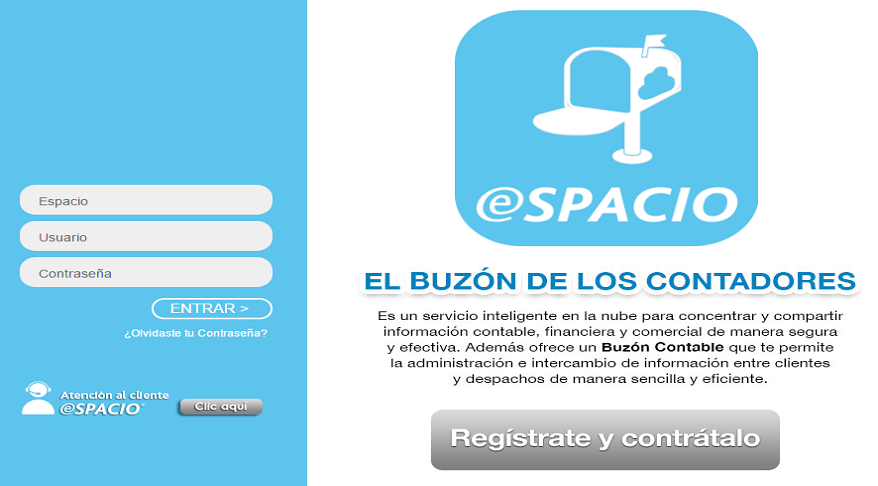 Espacio
Usuario
Contraseña
ENTRAR >
¿Olvidaste tu Contraseña?
Atención al cliente
@SPACIO
Clic aquí
@SPACIO
EL BUZÓN DE LOS CONTADORES
Es un servicio inteligente en la nube para concentrar y compartir
información contable, financiera y comercial de manera segura
y efectiva. Además ofrece un Buzón Contable que te permite
la administración e intercambio de información entre clientes
y despachos de manera sencilla y eficiente.
Regístrate y contrátalo